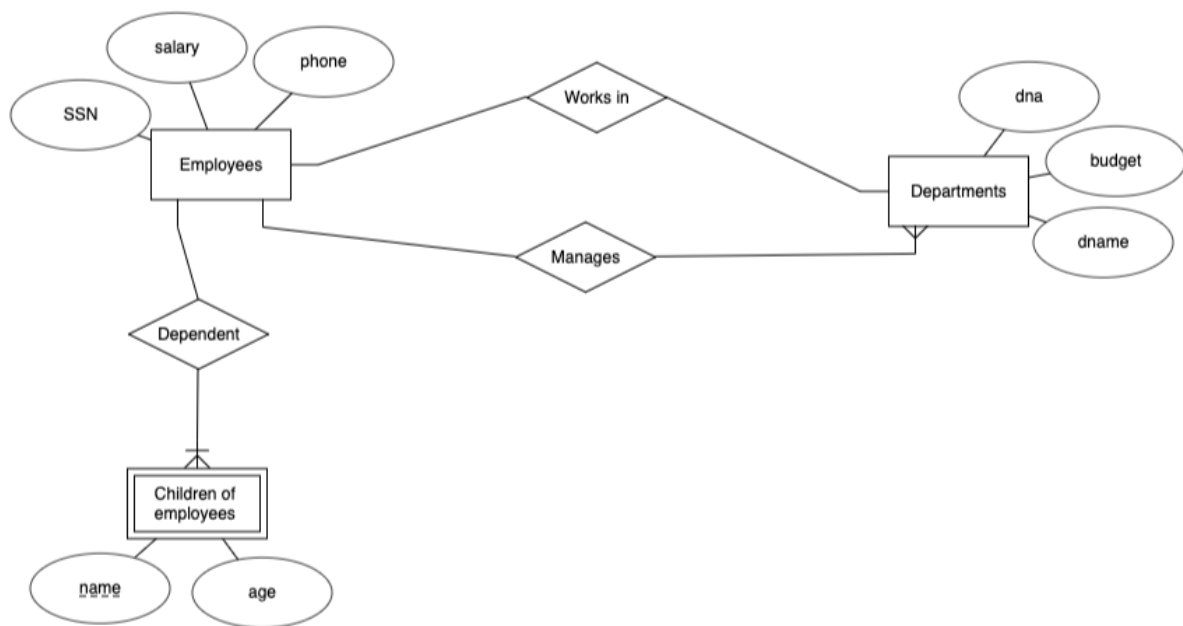 salary
phone
SSN
Employees
Works in
dna
budget
Departments
dname
Manages
Dependent
Children of
employees
name
age